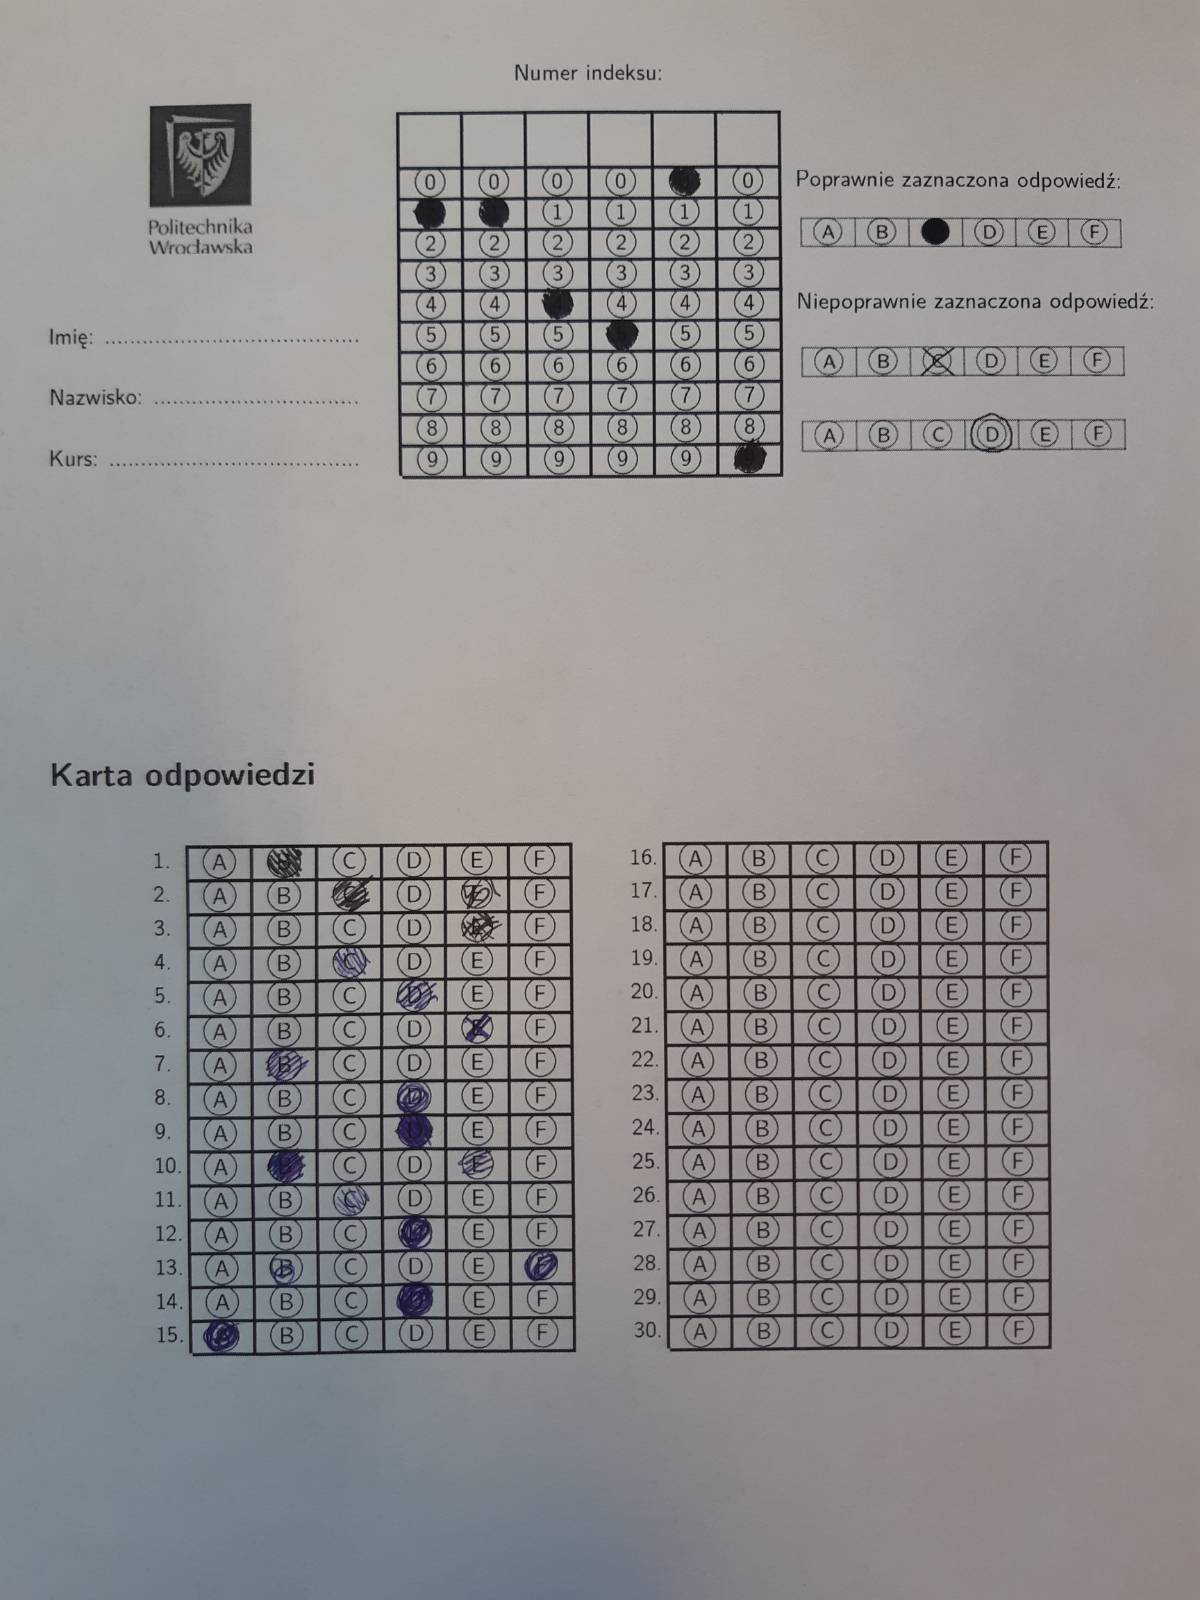 Numer indeksu:
Politechnika
Wrocławska
0 0 0 0 0
1 1 1 1
2 2 2 2 2 2
3 3 3 3 3 3
4 4 4 4 4
5 5 5 5 5
6 6 6 6 6 6
7 7 7 7 7 7
8 8 8 8 8 8
9 9 9 9 9
Imię: ........................................
Nazwisko: ................................
Kurs: .......................................
Poprawnie zaznaczona odpowiedź:
A B D E F
Niepoprawnie zaznaczona odpowiedź:
A B C D E F
A B C D E F
Karta odpowiedzi
1. A B C D E F
2. A B C D E F
3. A B C D E F
4. A B C D E F
5. A B C D E F
6. A B C D E F
7. A B C D E F
8. A B C D E F
9. A B C E F
10. A B C D E F
11. A B C D E F
12. A B C E F
13. A B C D E F
14. A B C E F
15. B C D E F
16. A B C D E F
17. A B C D E F
18. A B C D E F
19. A B C D E F
20. A B C D E F
21. A B C D E F
22. A B C D E F
23. A B C D E F
24. A B C D E F
25. A B C D E F
26. A B C D E F
27. A B C D E F
28. A B C D E F
29. A B C D E F
30. A B C D E F